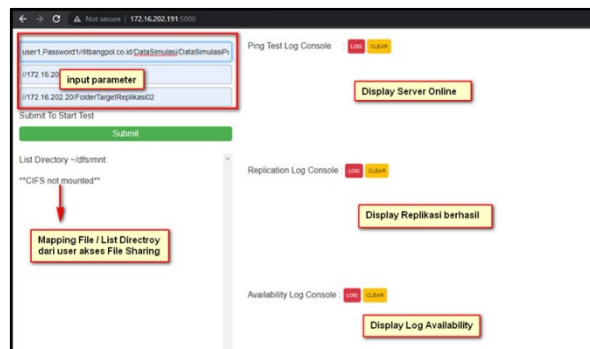 Not secure | 172.16.202.191:5000
user1,Password1//litbangpol.co.id/DataSimulasi/DataSimulasiPu
//172.16.20
input parameter
//172.16.202.20/FolderTargetReplikasi02
Submit To Start Test
Submit
List Directory ~/dfsrmnt:
**CIFS not mounted**
Mapping File / List Directroy
dari user akses File Sharing
Ping Test Log Console : LOG CLEAR
Display Server Online
Replication Log Console : LOG CLEAR
Display Replikasi berhasil
Availability Log Console : LOG CLEAR
Display Log Availability